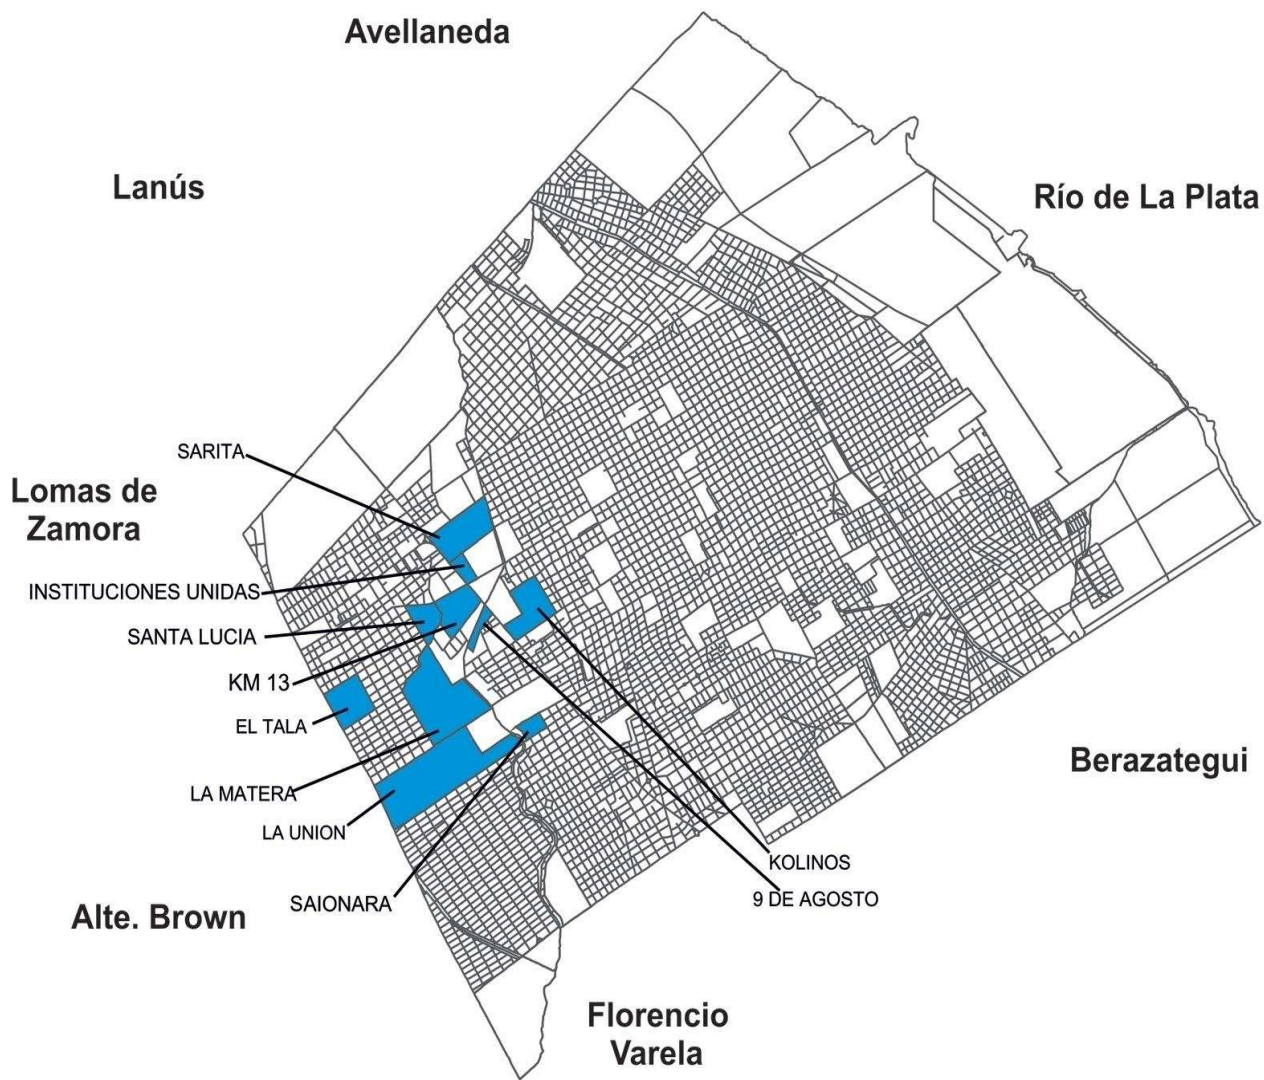 Avellaneda
Lanús
Río de La Plata
SARITA
Lomas de
Zamora
INSTITUCIONES UNIDAS
SANTA LUCIA
KM 13
EL TALA
LA MATERA
LA UNION
SAIONARA
KOLINOS
9 DE AGOSTO
Berazategui
Alte. Brown
Florencio
Varela